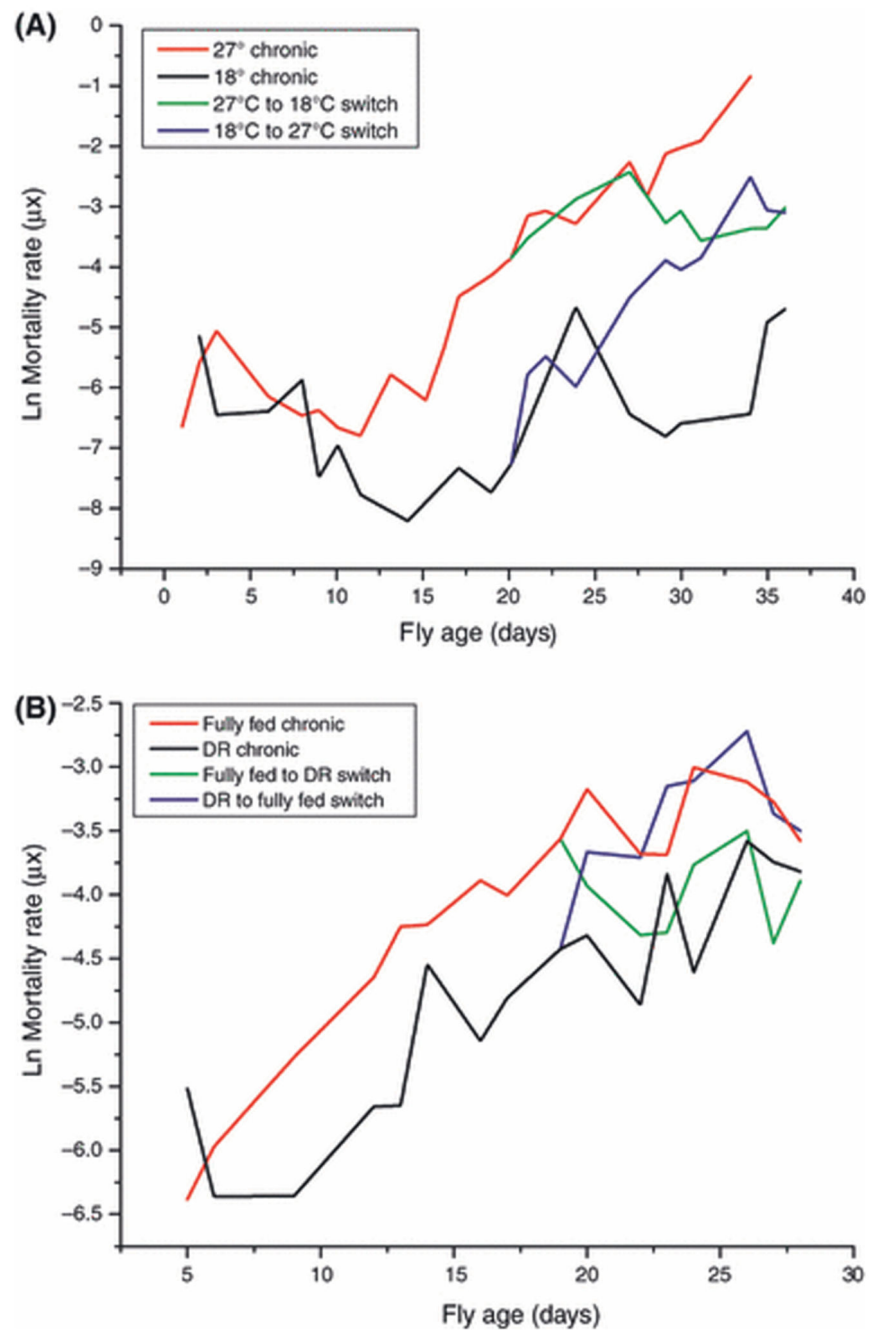 (A)
0
−1
−2
−3
−4
−5
−6
−7
−8
−9
Ln Mortality rate (μx)
27° chronic
18° chronic
27°C to 18°C switch
18°C to 27°C switch
0 5 10 15 20 25 30 35 40
Fly age (days)
(B)
−2.5
−3.0
−3.5
−4.0
−4.5
−5.0
−5.5
−6.0
−6.5
Ln Mortality rate (μx)
Fully fed chronic
DR chronic
Fully fed to DR switch
DR to fully fed switch
5 10 15 20 25 30
Fly age (days)